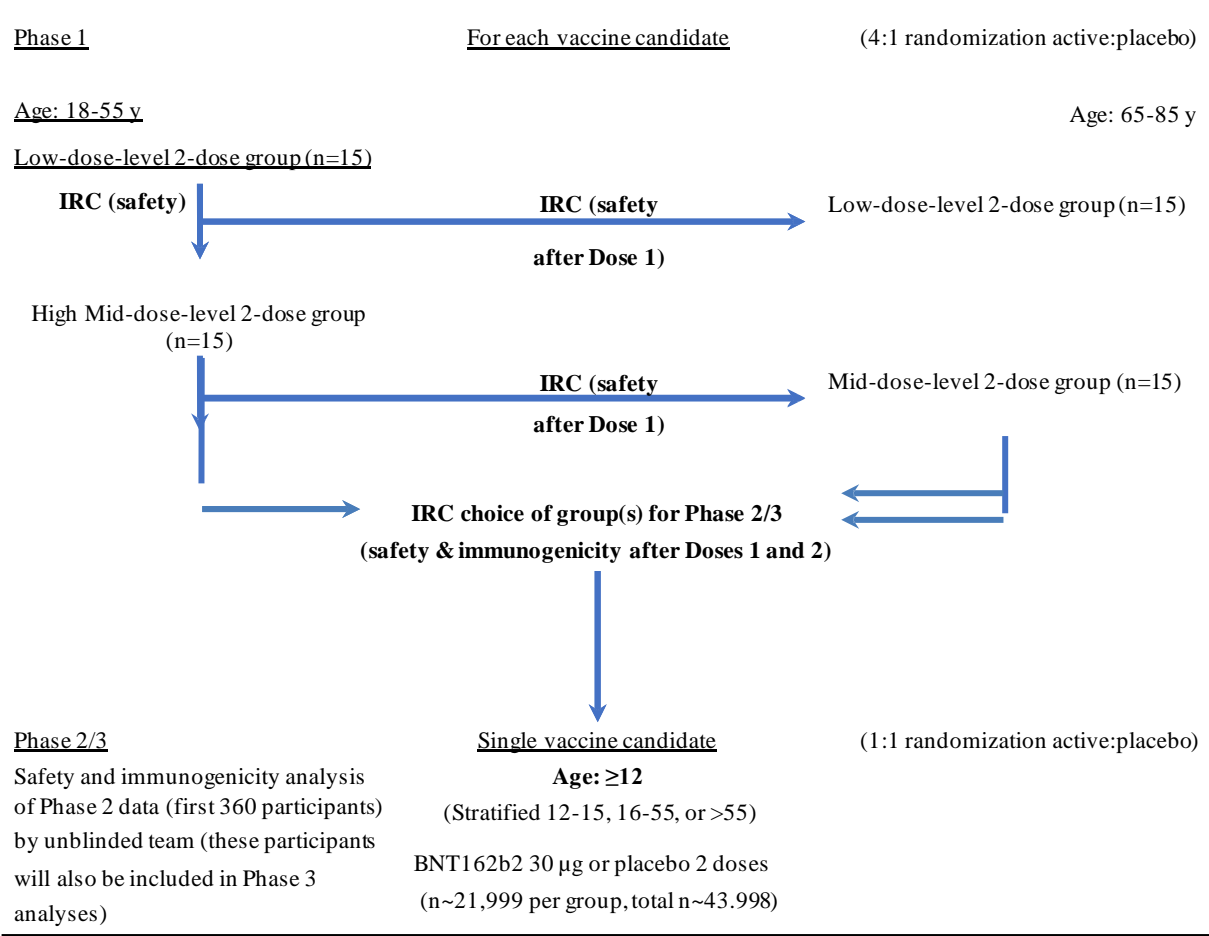 Phase 1 For each vaccine candidate (4:1 randomization active:placebo)
Age: 18-55 y Age: 65-85 y
Low-dose-level 2-dose group (n=15)
IRC (safety) IRC (safety Low-dose-level 2-dose group (n=15)
after Dose 1)
High Mid-dose-level 2-dose group
(n=15)
IRC (safety Mid-dose-level 2-dose group (n=15)
after Dose 1)
IRC choice of group(s) for Phase 2/3
(safety & immunogenicity after Doses 1 and 2)
Phase 2/3 Single vaccine candidate (1:1 randomization active:placebo)
Safety and immunogenicity analysis
of Phase 2 data (first 360 participants)
by unblinded team (these participants
will also be included in Phase 3
analyses)
Age: ≥12
(Stratified 12-15, 16-55, or >55)
BNT162b2 30 µg or placebo 2 doses
(n~21,999 per group, total n~43.998)